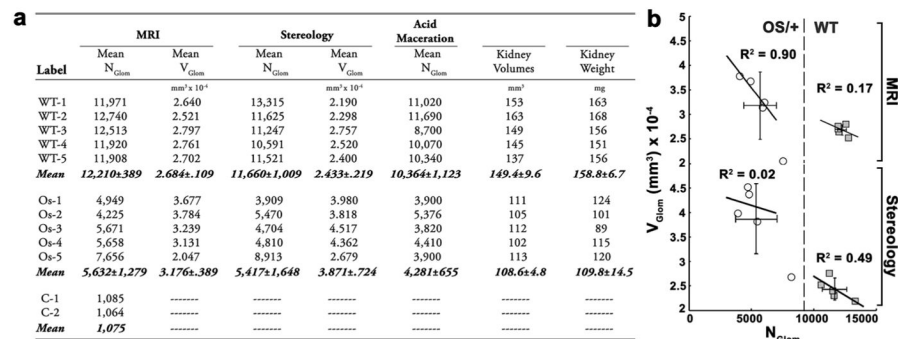 a
MRI Stereology Acid Maceration
Label Mean N Glom Mean V Glom Mean N Glom Mean V Glom Mean N Glom Kidney Volumes Kidney Weight
mm³ x 10⁻⁴ mm³ x 10⁻⁴ mm³ mg
WT-1 11,971 2.640 13,315 2.190 11,020 153 163
WT-2 12,740 2.521 11,625 2.298 11,690 163 168
WT-3 12,513 2.797 11,247 2.757 8,700 149 156
WT-4 11,920 2.761 10,591 2.520 10,070 145 151
WT-5 11,908 2.702 11,521 2.400 10,340 137 156
Mean 12,210±389 2.684±.109 11,660±1,009 2.433±.219 10,364±1,123 149.4±9.6 158.8±6.7
Os-1 4,949 3.677 3,909 3.980 3,900 111 124
Os-2 4,225 3.784 5,470 3.818 5,376 105 101
Os-3 5,671 3.239 4,704 4.517 3,820 112 89
Os-4 5,658 3.131 4,810 4.362 4,410 102 115
Os-5 7,656 2.047 8,913 2.679 3,900 113 120
Mean 5,632±1,279 3.176±.389 5,417±1,648 3.871±.724 4,281±655 108.6±4.8 109.8±14.5
C-1 1,085 ------- ------- ------- ------- ------- -------
C-2 1,064 ------- ------- ------- ------- ------- -------
Mean 1,075 ------- ------- ------- ------- ------- -------
b
OS/+ WT
5
4.5
4
3.5
3
2.5
2
4.5
4
3.5
3
2.5
2
V Glom (mm³) x 10⁻⁴
R² = 0.90
R² = 0.17
R² = 0.02
R² = 0.49
MRI
Stereology
0 5000 10000 15000
N Glom